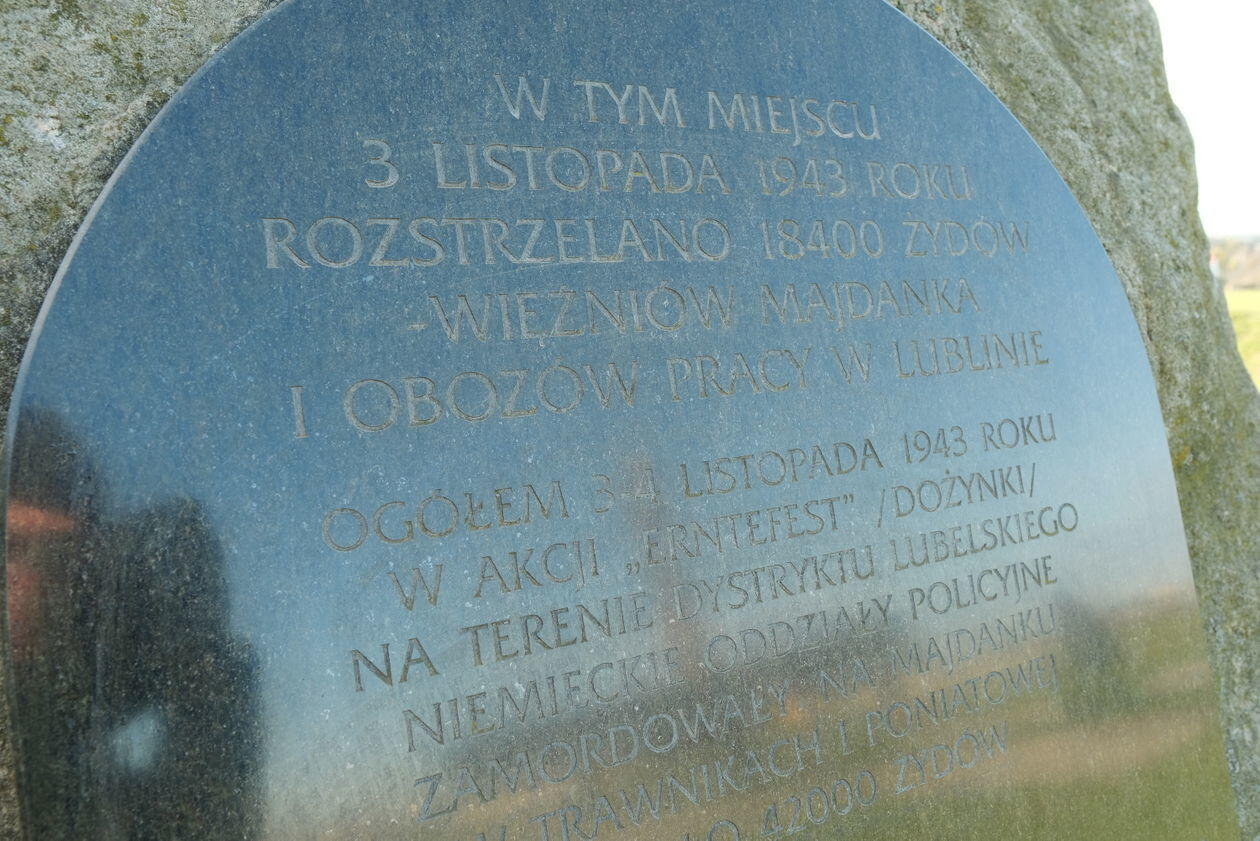 W TYM MIEJSCU
3 LISTOPADA 1943 ROKU
ROZSTRZELANO 18400 ŻYDÓW
-WIĘŹNIÓW MAJDANKA
I OBOZÓW PRACY W LUBLINIE
OGÓŁEM 3-4 LISTOPADA 1943 ROKU
W AKCJI „ERNTEFEST” /DOŻYNKI/
NA TERENIE DYSTRYKTU LUBELSKIEGO
NIEMIECKIE ODDZIAŁY POLICYJNE
ZAMORDOWAŁY NA MAJDANKU
W TRAWNIKACH I PONIATOWEJ
42000 ŻYDÓW